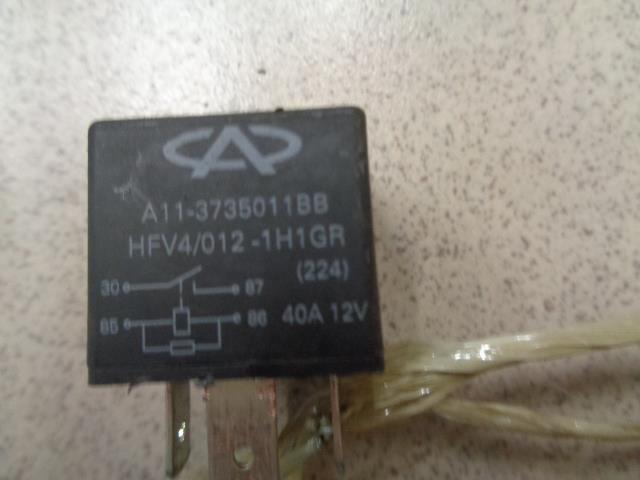 A11-3735011BB
HFV4/012-1H1GR
(224)
30 87
85 86 40A 12V